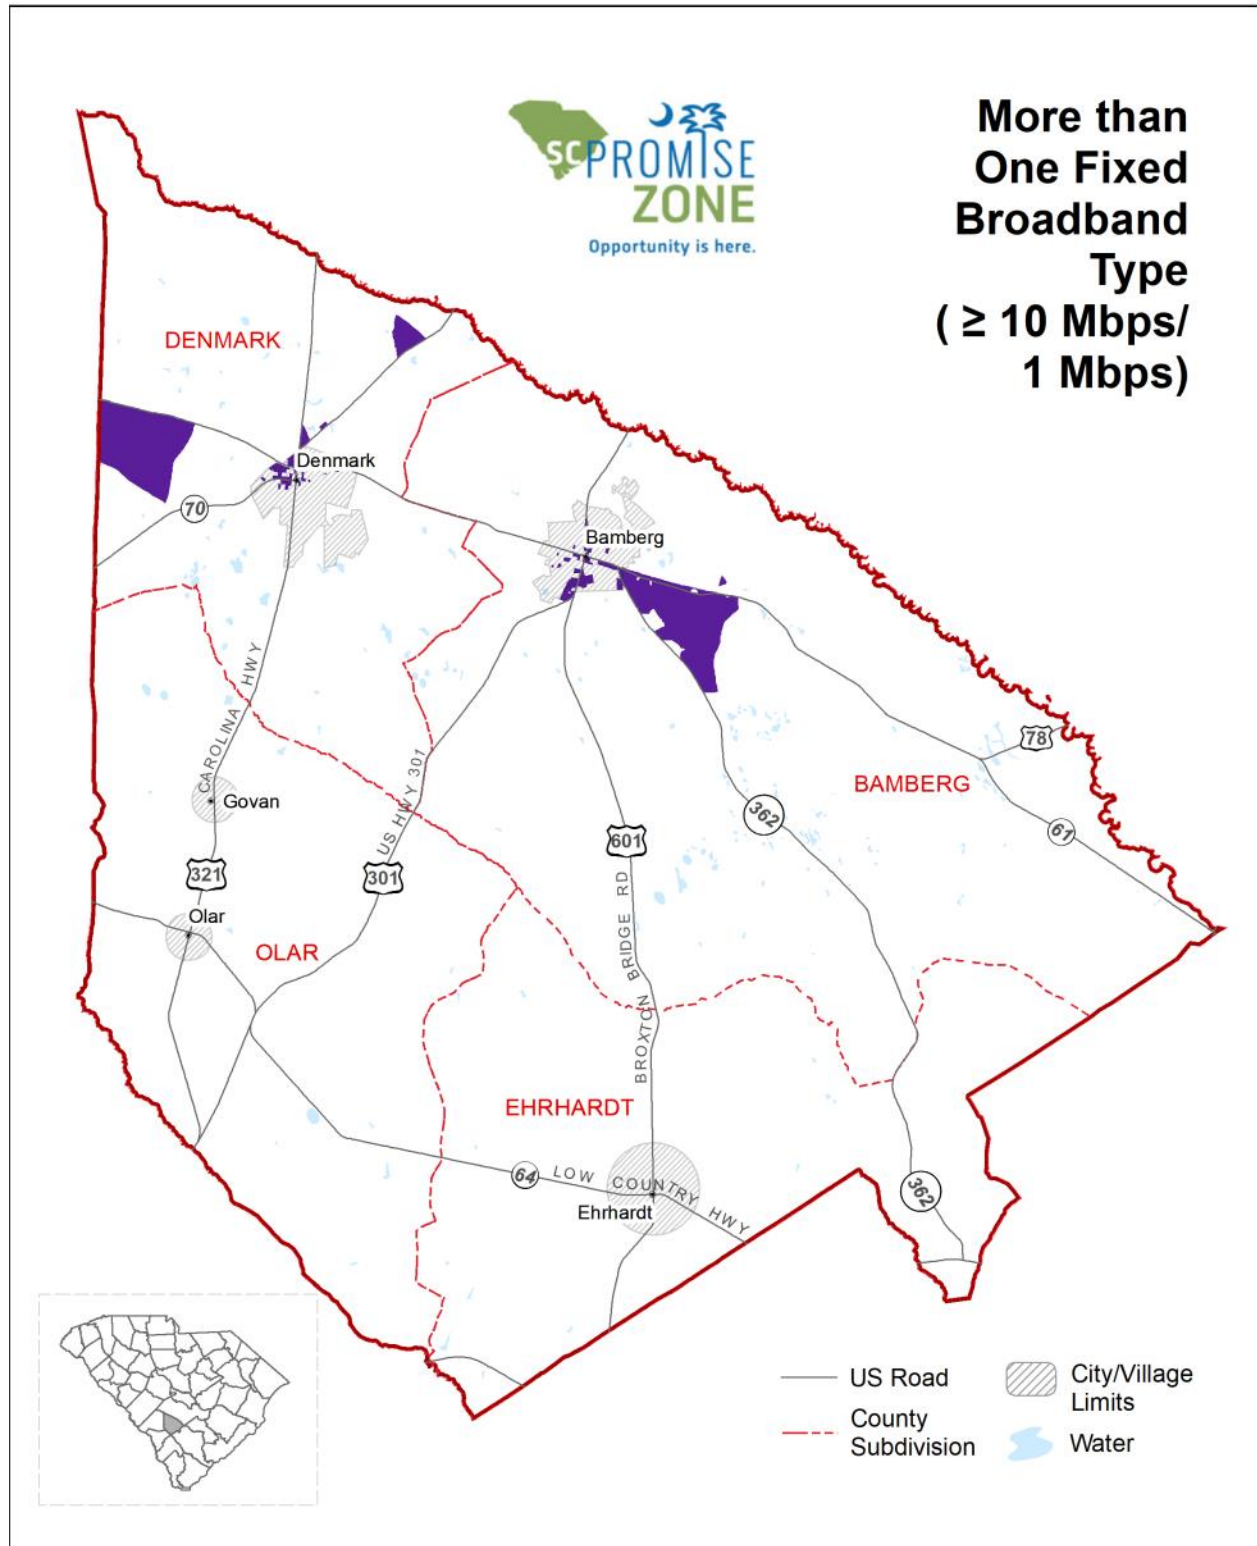 More than
One Fixed
Broadband
Type
( ≥ 10 Mbps/
1 Mbps)
SC PROMISE
ZONE
Opportunity is here.
DENMARK
Denmark
70
Bamberg
CAROLINA HWY
US HWY 301
78
BAMBERG
Govan
362
61
601
321
301
BROXTON BRIDGE RD
Olar
OLAR
EHRHARDT
64
LOW COUNTRY HWY
362
Ehrhardt
US Road
County
Subdivision
City/Village
Limits
Water